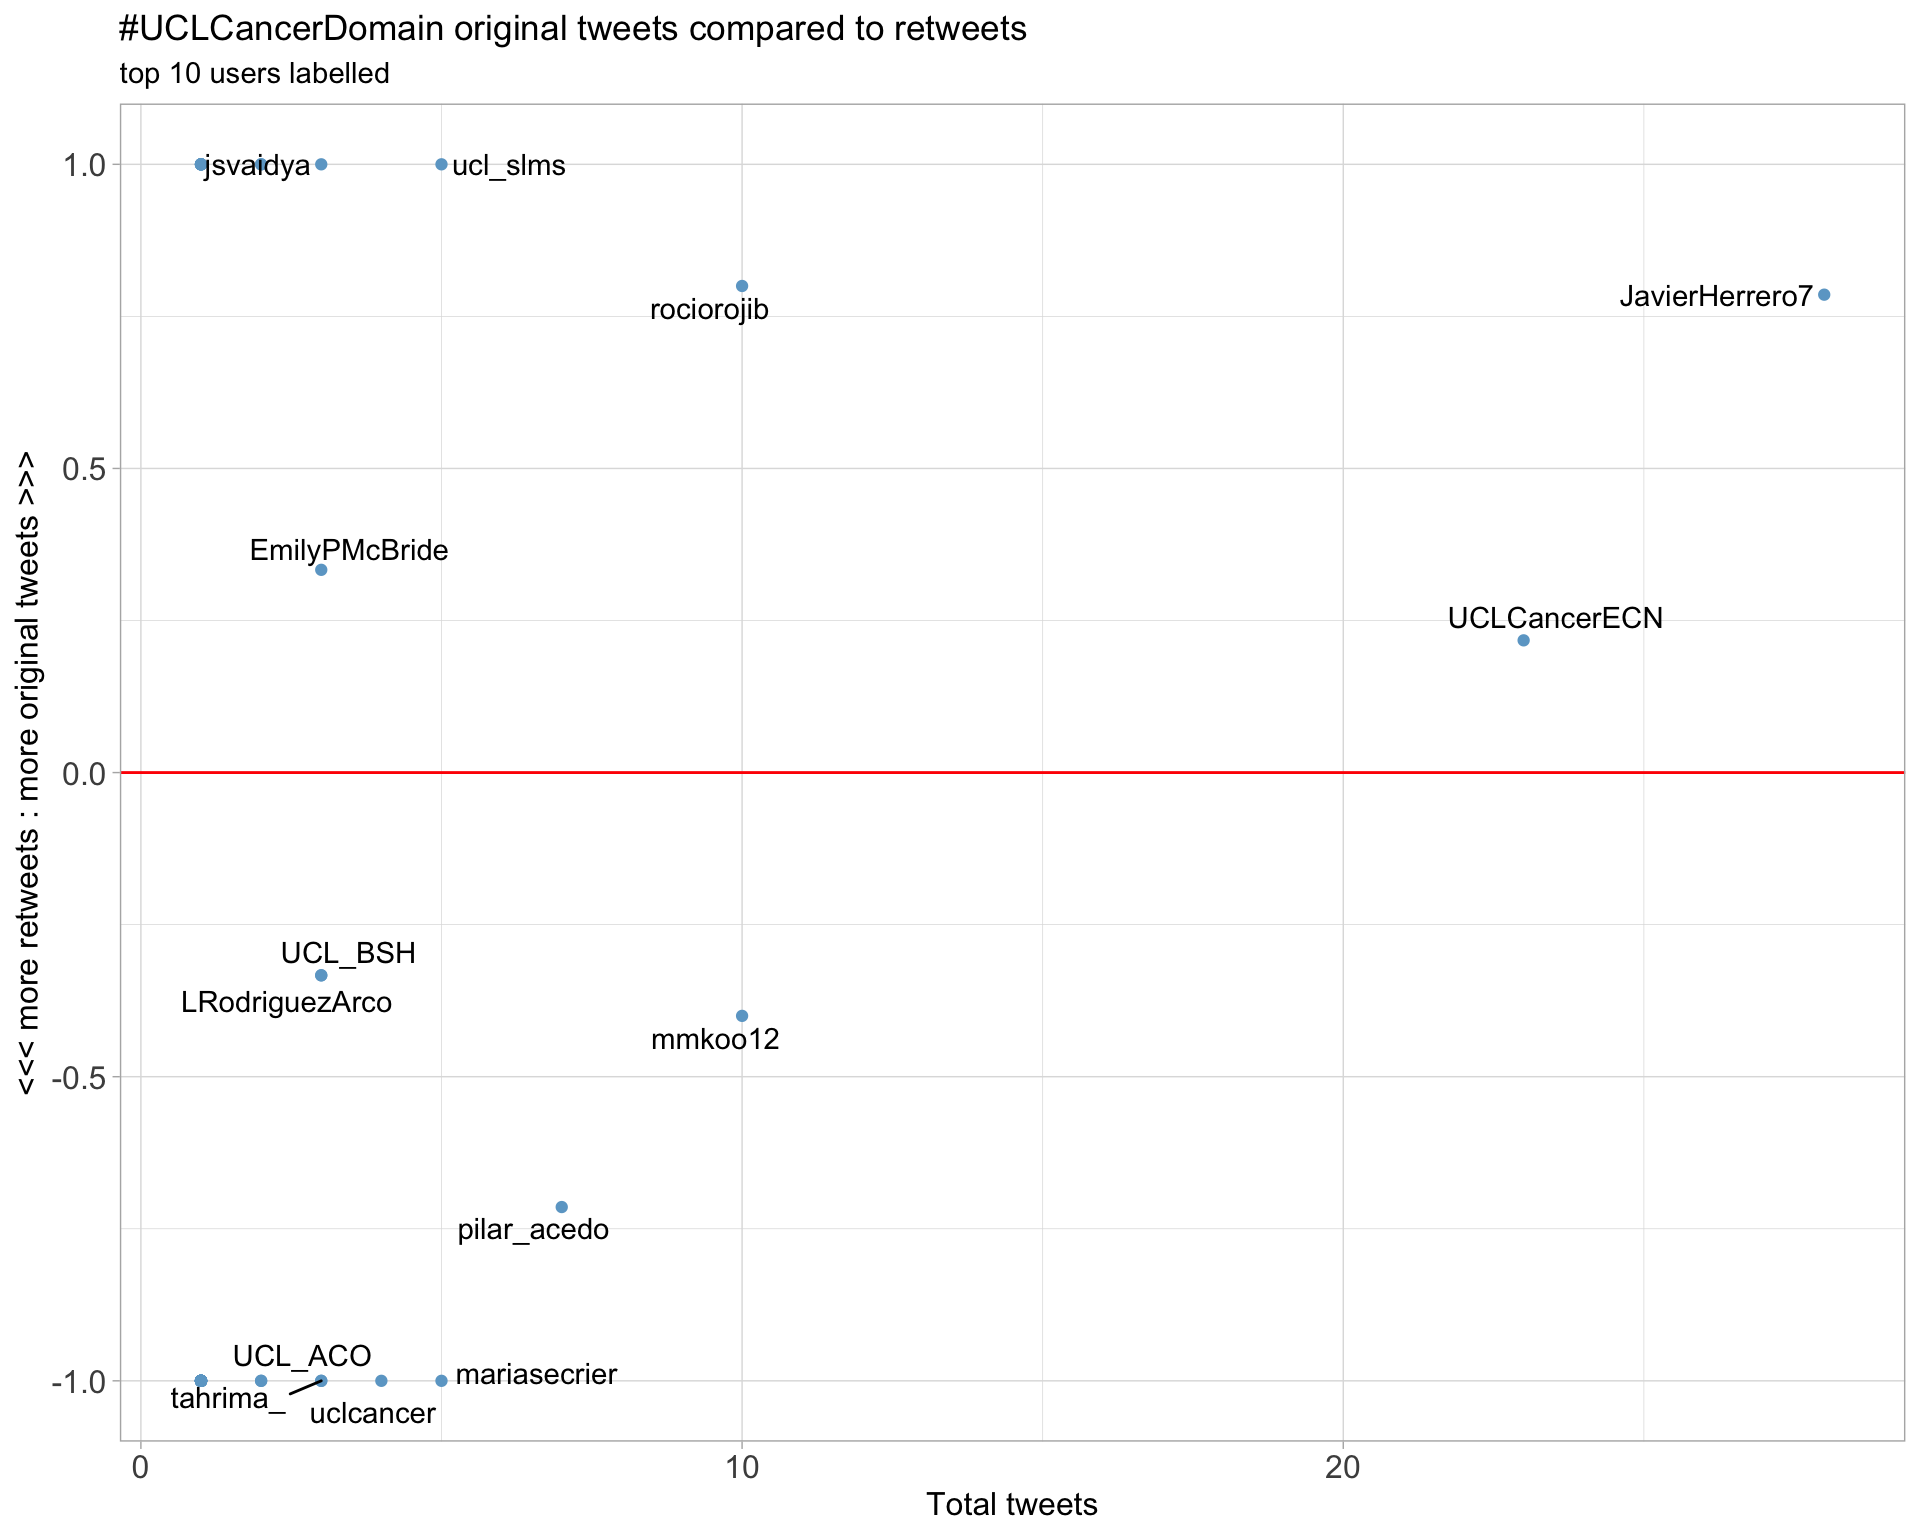 #UCLCancerDomain original tweets compared to retweets
top 10 users labelled
<<< more retweets : more original tweets >>>
1.0
0.5
0.0
-0.5
-1.0
jsvaidya
ucl_slms
rociorojib
JavierHerrero7
EmilyPMcBride
UCLCancerECN
UCL_BSH
LRodriguezArco
mmkoo12
pilar_acedo
UCL_ACO
mariasecrier
tahrima_
uclcancer
0
10
20
Total tweets